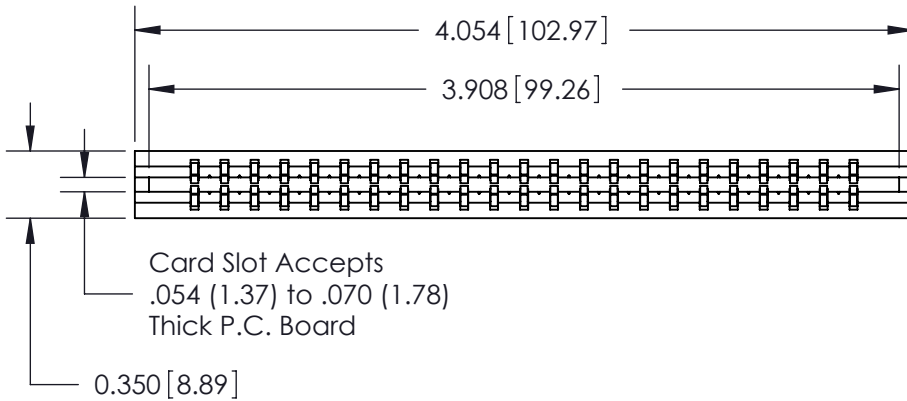 4.054 [102.97]
3.908 [99.26]
Card Slot Accepts
.054 (1.37) to .070 (1.78)
Thick P.C. Board
0.350 [8.89]